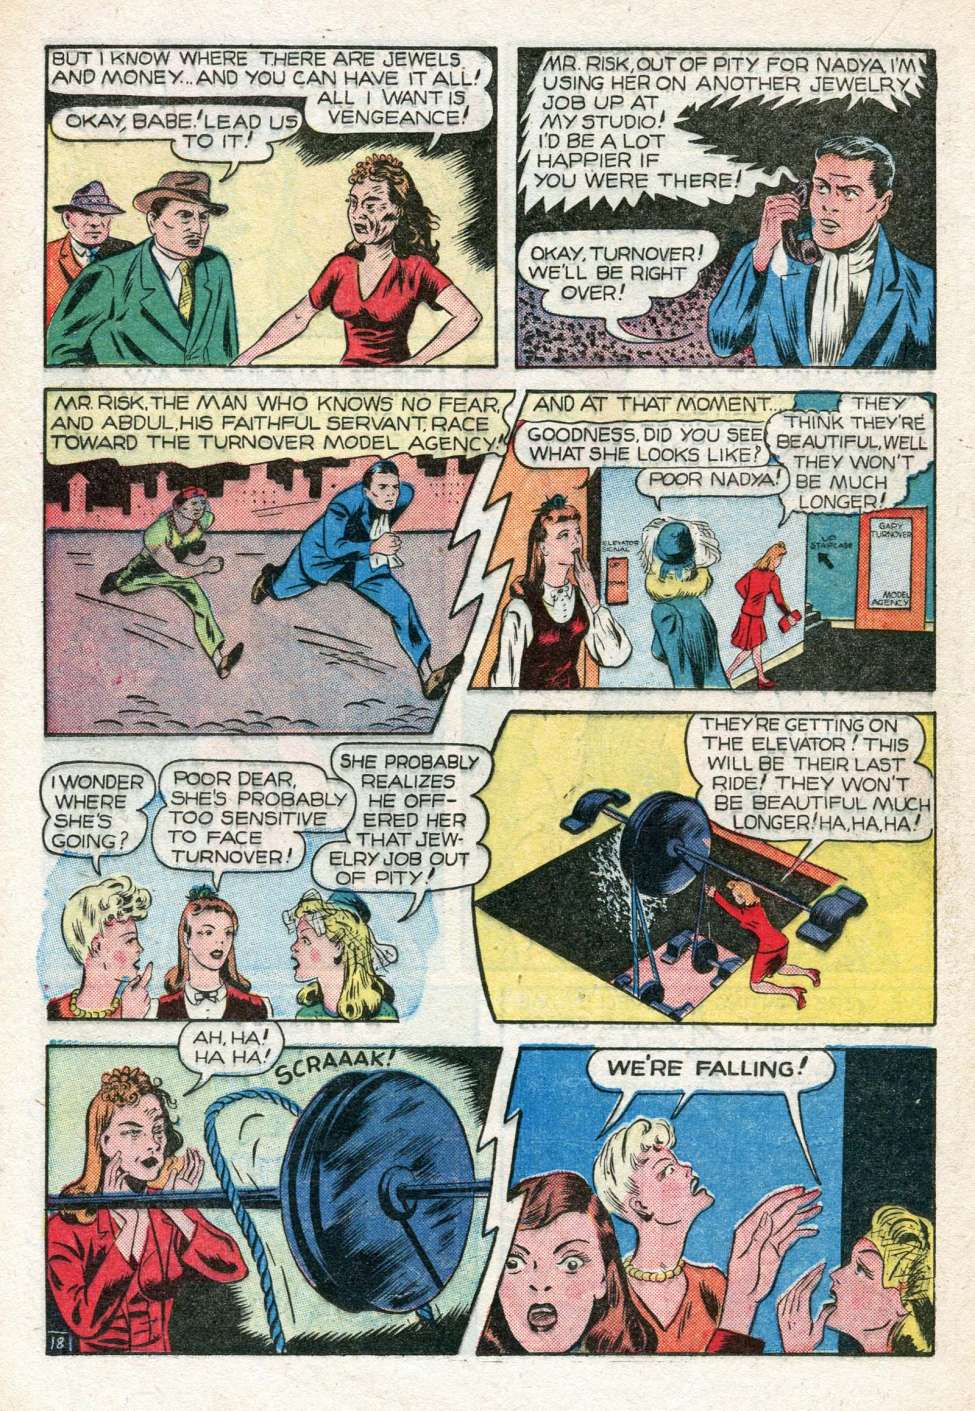 BUT I KNOW WHERE THERE ARE JEWELS
AND MONEY... AND YOU CAN HAVE IT ALL!
ALL I WANT IS
VENGEANCE!
OKAY, BABE! LEAD US
TO IT!
MR. RISK, OUT OF PITY FOR NADYA, I'M
USING HER ON ANOTHER JEWELRY
JOB UP AT
MY STUDIO!
I'D BE A LOT
HAPPIER IF
YOU WERE THERE!
OKAY, TURNOVER!
WE'LL BE RIGHT
OVER!
MR. RISK, THE MAN WHO KNOWS NO FEAR,
AND ABDUL, HIS FAITHFUL SERVANT, RACE
TOWARD THE TURNOVER MODEL AGENCY!
AND AT THAT MOMENT...
GOODNESS, DID YOU SEE
WHAT SHE LOOKS LIKE?
POOR NADYA!
THEY
THINK THEY'RE
BEAUTIFUL, WELL
THEY WON'T
BE MUCH
LONGER!
ELEVATOR
SIGNAL
UP
STAIRCASE
GARY
TURNOVER
MODEL
AGENCY
I WONDER
WHERE
SHE'S
GOING?
POOR DEAR,
SHE'S PROBABLY
TOO SENSITIVE
TO FACE
TURNOVER!
SHE PROBABLY
REALIZES
HE OFF-
ERED HER
THAT JEW-
ELRY JOB OUT
OF PITY!
THEY'RE GETTING ON
THE ELEVATOR! THIS
WILL BE THEIR LAST
RIDE! THEY WON'T
BE BEAUTIFUL MUCH
LONGER! HA, HA, HA!
AH, HA!
HA HA!
SCRAAAK!
WE'RE FALLING!
18